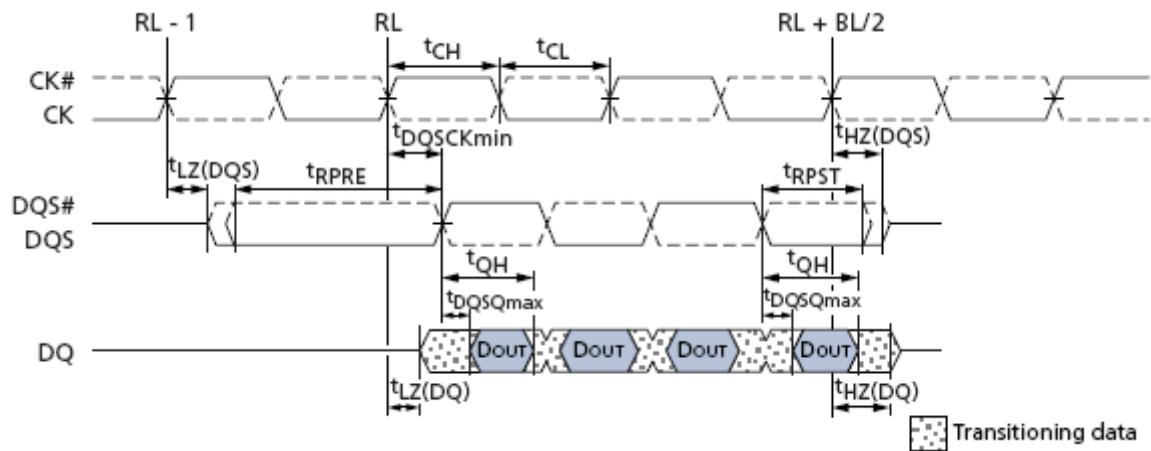 RL - 1 RL RL + BL/2
tCH tCL
CK#
CK
tDQSCKmin tHZ(DQS)
tLZ(DQS) tRPRE tRPST
DQS#
DQS
tQH tQH
tDQSQmax tDQSQmax
DQ DOUT DOUT DOUT DOUT
tLZ(DQ) tHZ(DQ)
Transitioning data